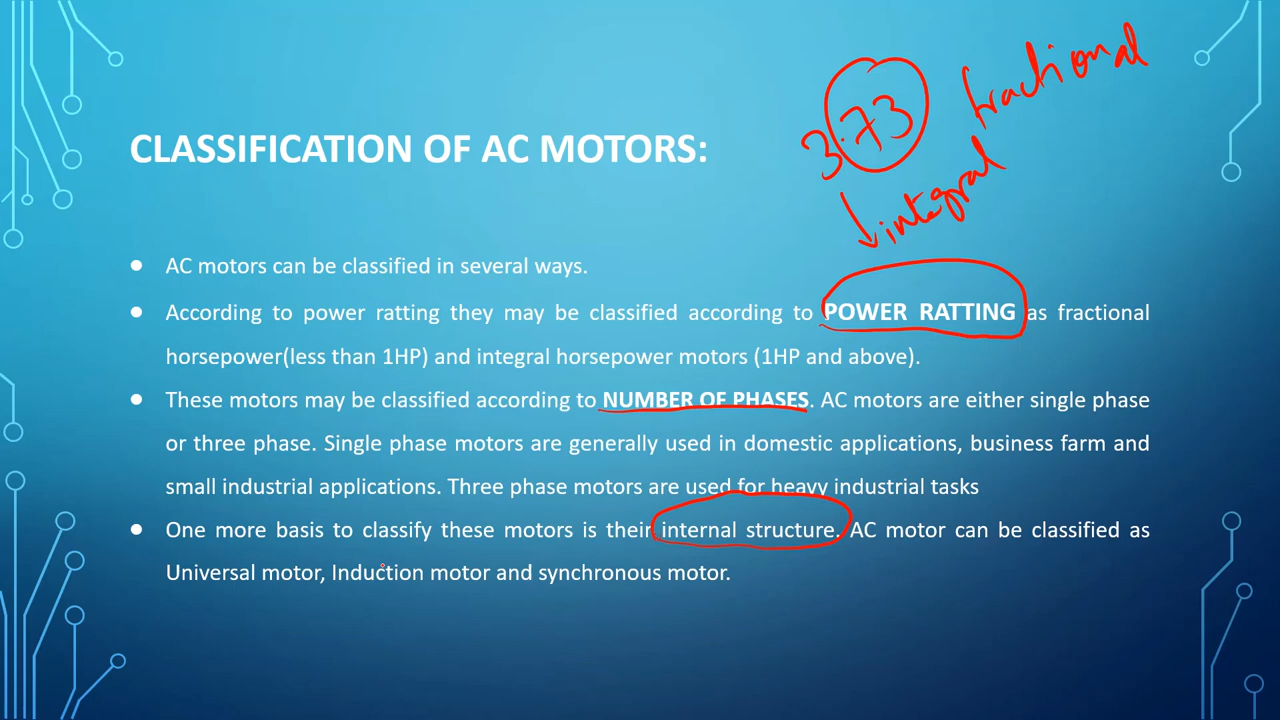 fractional
3.73
integral
CLASSIFICATION OF AC MOTORS:
AC motors can be classified in several ways.
According to power ratting they may be classified according to POWER RATTING as fractional
horsepower(less than 1HP) and integral horsepower motors (1HP and above).
These motors may be classified according to NUMBER OF PHASES. AC motors are either single phase
or three phase. Single phase motors are generally used in domestic applications, business farm and
small industrial applications. Three phase motors are used for heavy industrial tasks
One more basis to classify these motors is their internal structure. AC motor can be classified as
Universal motor, Induction motor and synchronous motor.